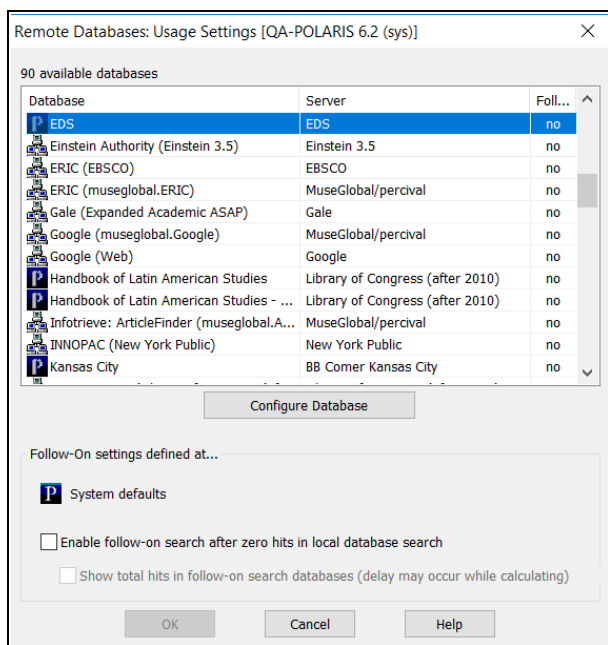 Remote Databases: Usage Settings [QA-POLARIS 6.2 (sys)]
90 available databases
Database Server Foll...
EDS EDS no
Einstein Authority (Einstein 3.5) Einstein 3.5 no
ERIC (EBSCO) EBSCO no
ERIC (museglobal.ERIC) MuseGlobal/percival no
Gale (Expanded Academic ASAP) Gale no
Google (museglobal.Google) MuseGlobal/percival no
Google (Web) Google no
Handbook of Latin American Studies Library of Congress (after 2010) no
Handbook of Latin American Studies - ... Library of Congress (after 2010) no
Infotrieve: ArticleFinder (museglobal.A... MuseGlobal/percival no
INNOPAC (New York Public) New York Public no
Kansas City BB Comer Kansas City no
Configure Database
Follow-On settings defined at...
P System defaults
Enable follow-on search after zero hits in local database search
Show total hits in follow-on search databases (delay may occur while calculating)
OK Cancel Help